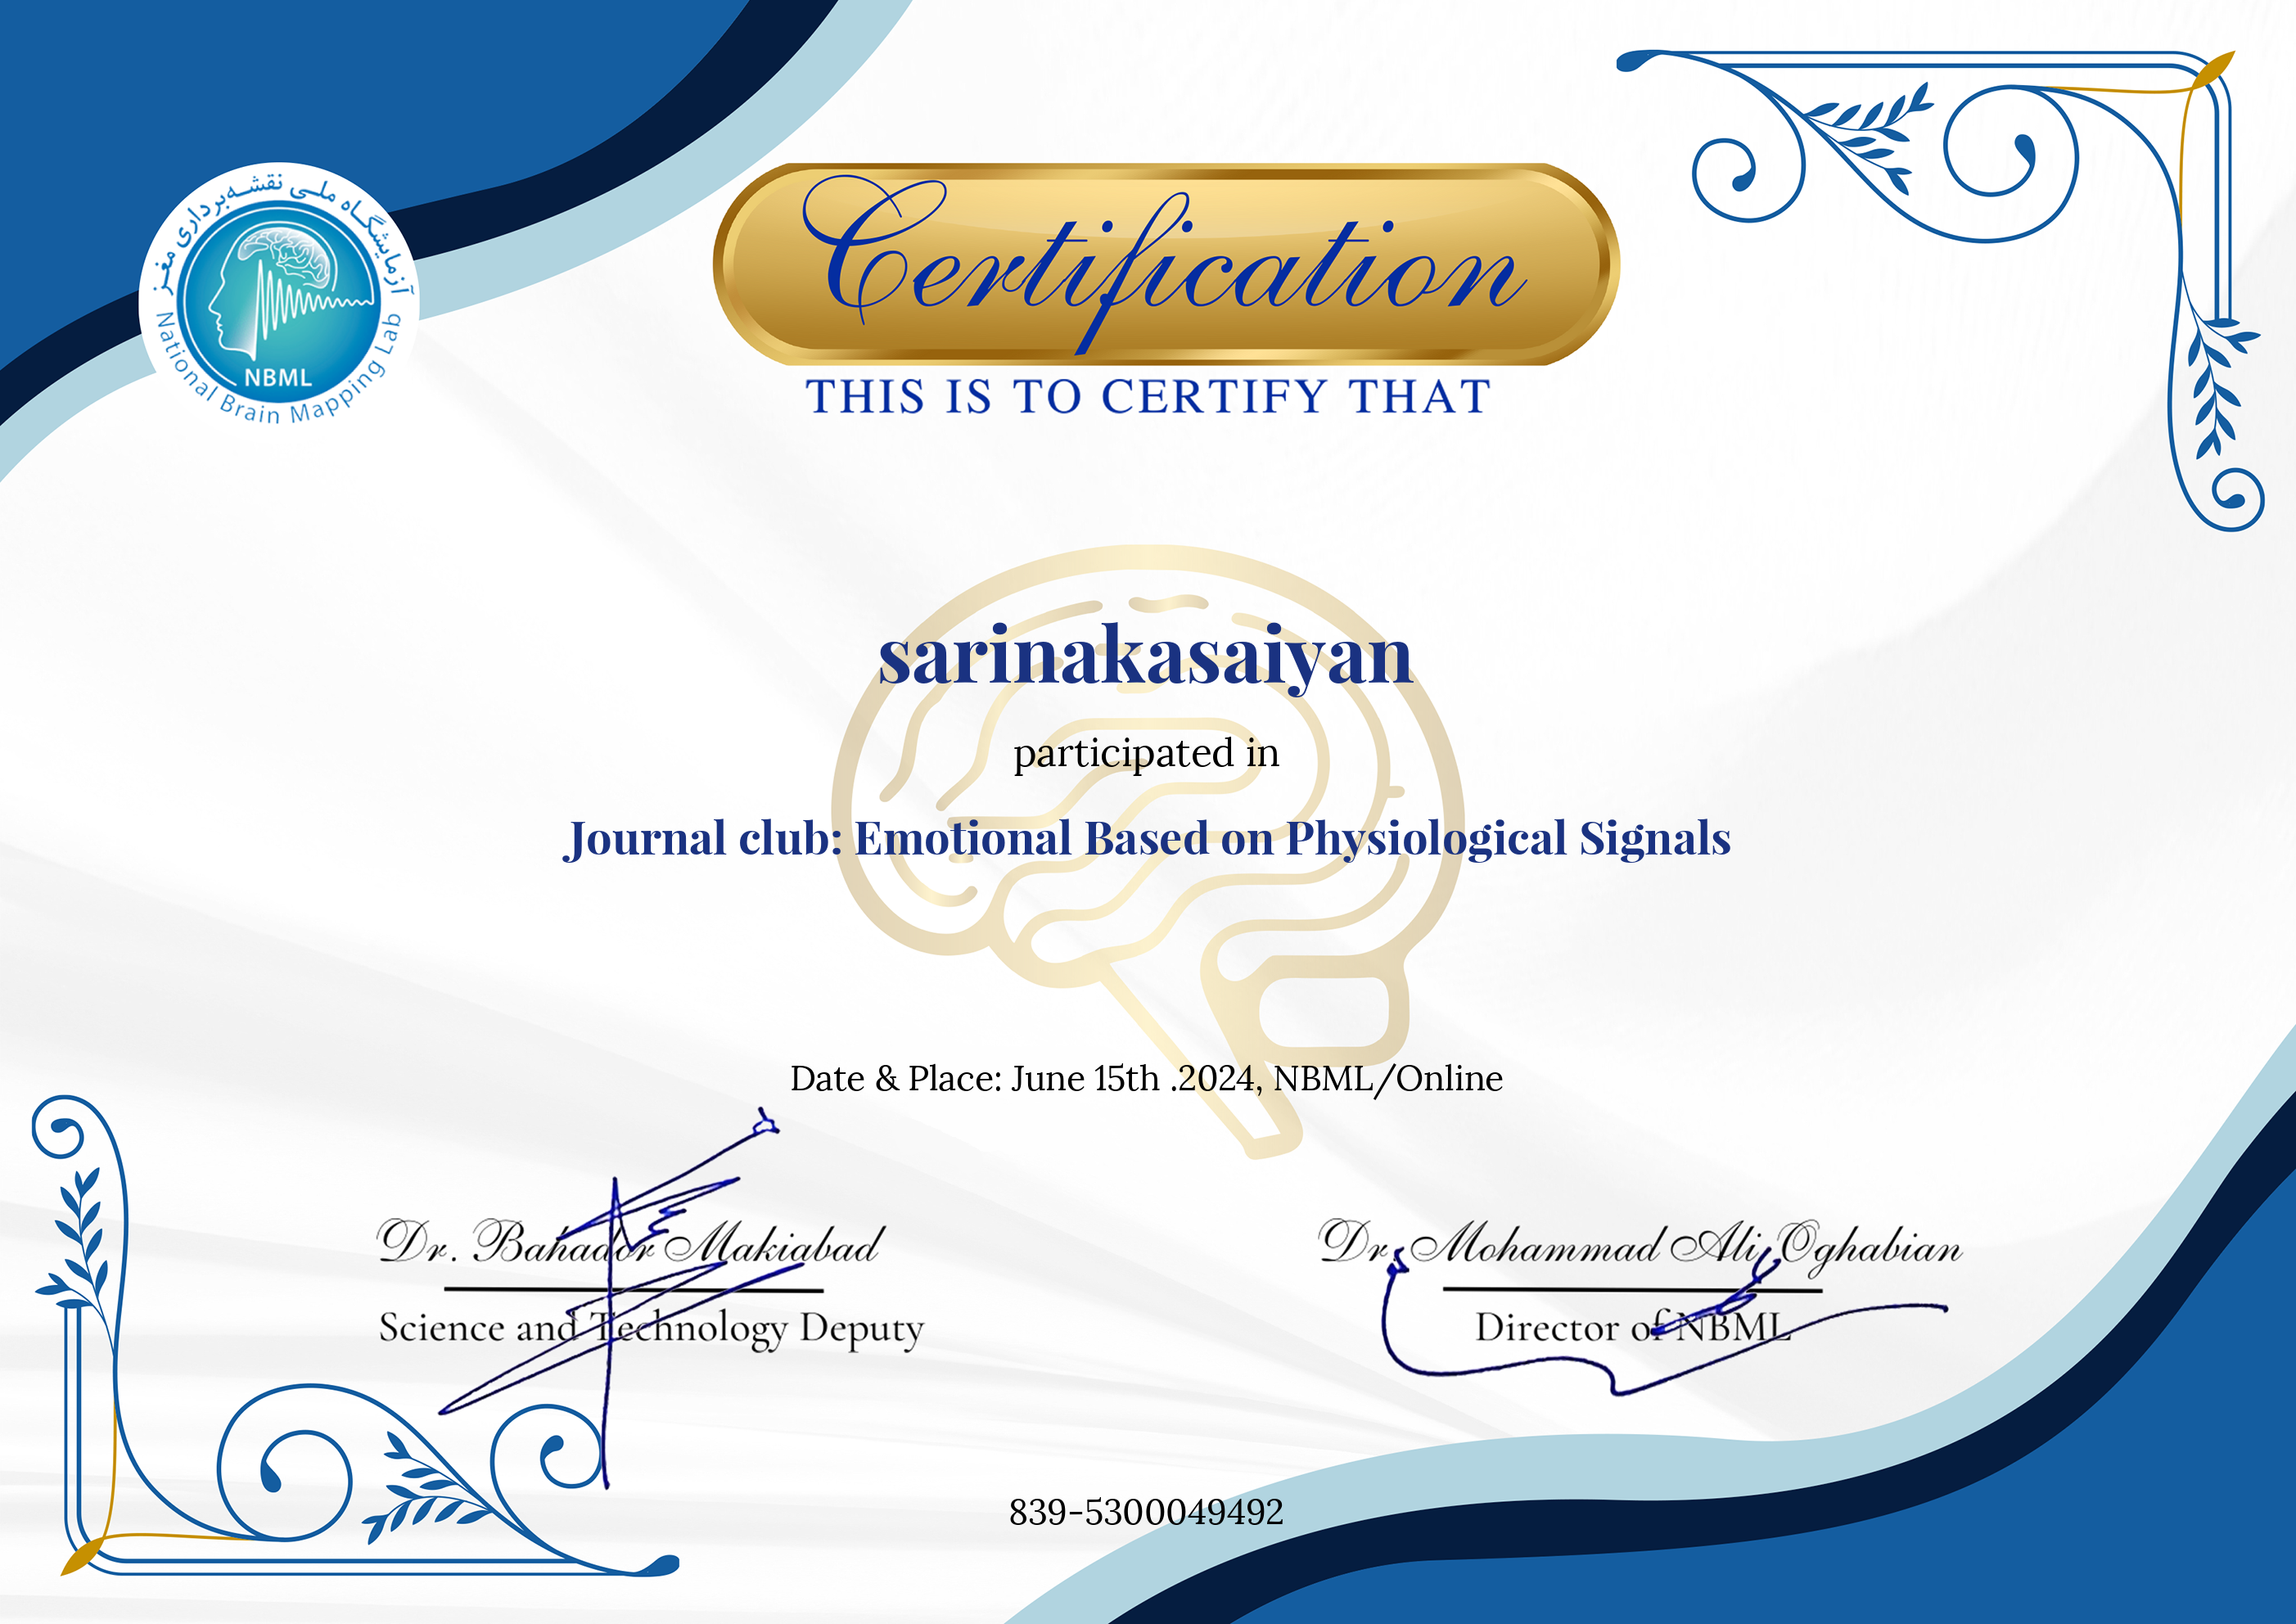 آزمایشگاه ملی نقشه‌برداری مغز
NBML
National Brain Mapping Lab
Certification
THIS IS TO CERTIFY THAT
sarinakasaiyan
participated in
Journal club: Emotional Based on Physiological Signals
Date & Place: June 15th .2024, NBML/Online
Dr. Bahador Makiabad
Science and Technology Deputy
Dr. Mohammad Ali Oghabian
Director of NBML
839-5300049492